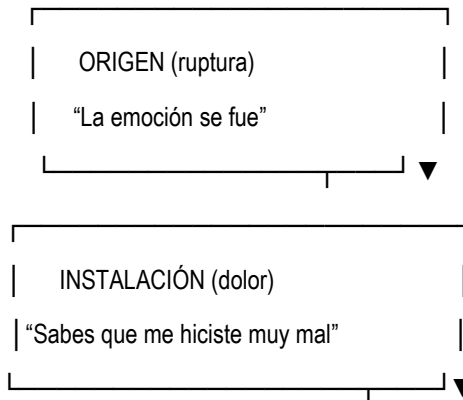 ORIGEN (ruptura)
“La emoción se fue”
INSTALACIÓN (dolor)
“Sabes que me hiciste muy mal”